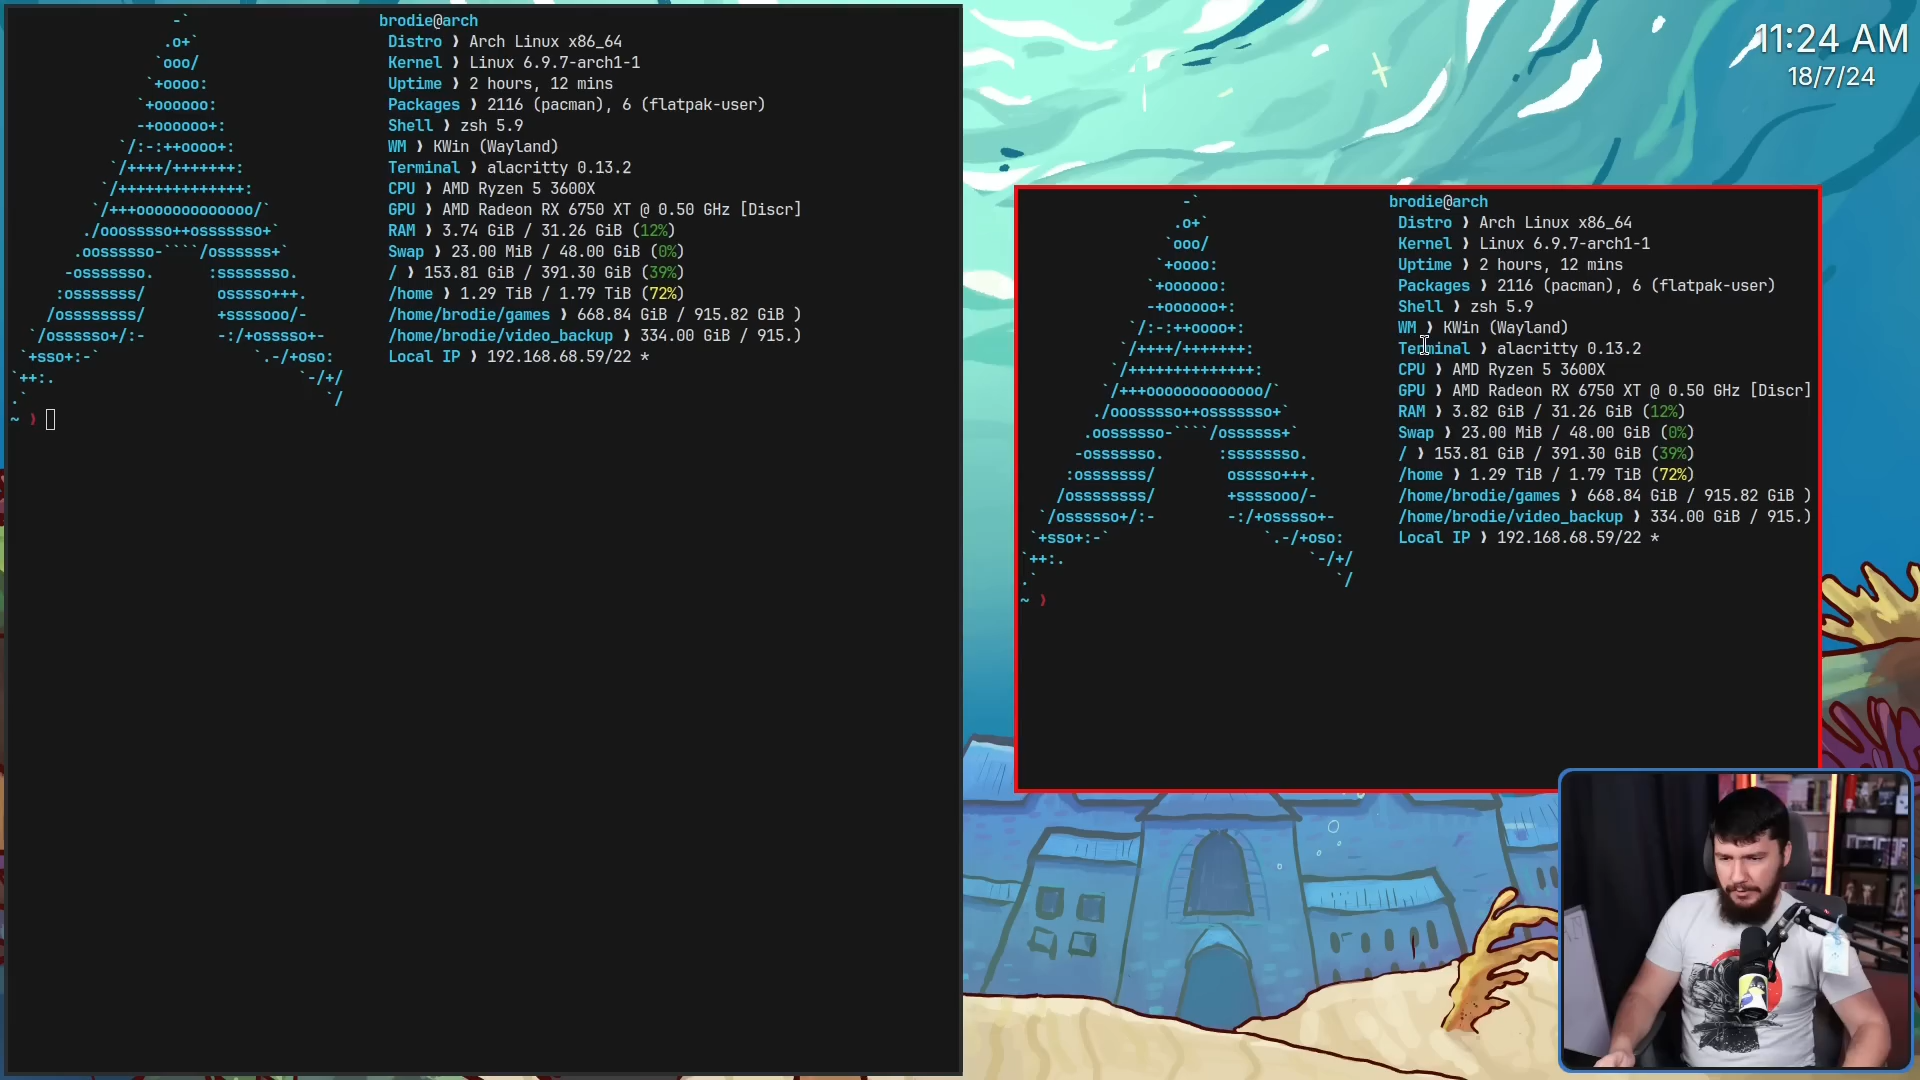 brodie@arch
Distro ❱ Arch Linux x86_64
Kernel ❱ Linux 6.9.7-arch1-1
Uptime ❱ 2 hours, 12 mins
Packages ❱ 2116 (pacman), 6 (flatpak-user)
Shell ❱ zsh 5.9
WM ❱ KWin (Wayland)
Terminal ❱ alacritty 0.13.2
CPU ❱ AMD Ryzen 5 3600X
GPU ❱ AMD Radeon RX 6750 XT @ 0.50 GHz [Discr]
RAM ❱ 3.74 GiB / 31.26 GiB (12%)
Swap ❱ 23.00 MiB / 48.00 GiB (0%)
/ ❱ 153.81 GiB / 391.30 GiB (39%)
/home ❱ 1.29 TiB / 1.79 TiB (72%)
/home/brodie/games ❱ 668.84 GiB / 915.82 GiB )
/home/brodie/video_backup ❱ 334.00 GiB / 915.)
Local IP ❱ 192.168.68.59/22 *
~ ❱
11:24 AM
18/7/24
brodie@arch
Distro ❱ Arch Linux x86_64
Kernel ❱ Linux 6.9.7-arch1-1
Uptime ❱ 2 hours, 12 mins
Packages ❱ 2116 (pacman), 6 (flatpak-user)
Shell ❱ zsh 5.9
WM ❱ KWin (Wayland)
Terminal ❱ alacritty 0.13.2
CPU ❱ AMD Ryzen 5 3600X
GPU ❱ AMD Radeon RX 6750 XT @ 0.50 GHz [Discr]
RAM ❱ 3.82 GiB / 31.26 GiB (12%)
Swap ❱ 23.00 MiB / 48.00 GiB (0%)
/ ❱ 153.81 GiB / 391.30 GiB (39%)
/home ❱ 1.29 TiB / 1.79 TiB (72%)
/home/brodie/games ❱ 668.84 GiB / 915.82 GiB )
/home/brodie/video_backup ❱ 334.00 GiB / 915.)
Local IP ❱ 192.168.68.59/22 *
~ ❱